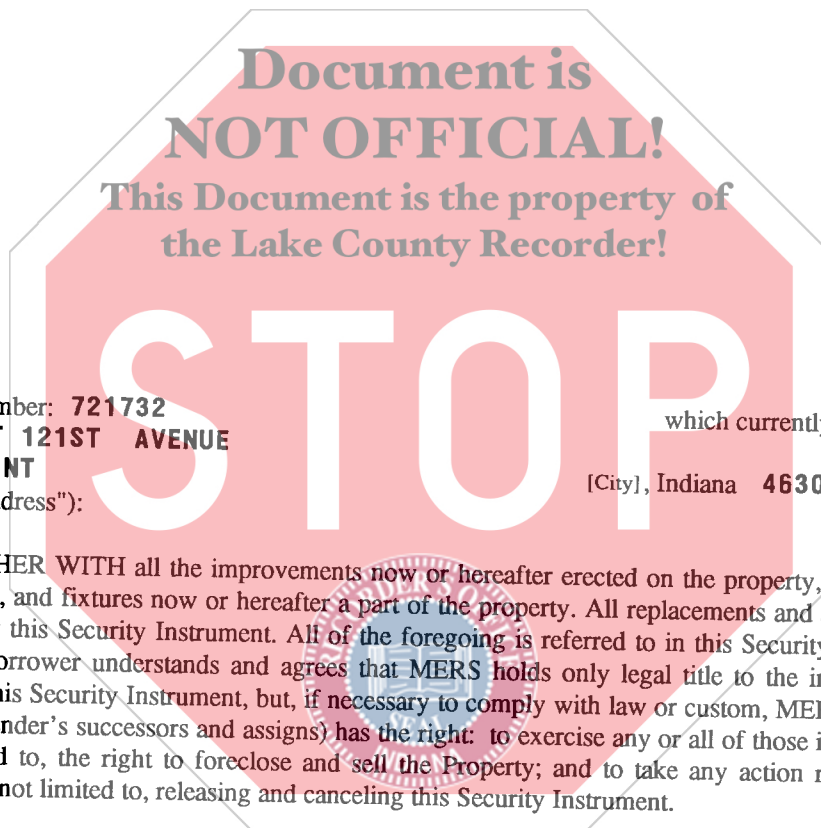 Document is
NOT OFFICIAL!
This Document is the property of
the Lake County Recorder!
STOP
nber: 721732
which currently
121ST AVENUE
NT
[City], Indiana 4630
dress"):
HER WITH all the improvements now or hereafter erected on the property,
, and fixtures now or hereafter a part of the property. All replacements and
this Security Instrument. All of the foregoing is referred to in this Security
orrower understands and agrees that MERS holds only legal title to the in
his Security Instrument, but, if necessary to comply with law or custom, MER
nder's successors and assigns) has the right: to exercise any or all of those i
d to, the right to foreclose and sell the Property; and to take any action r
not limited to, releasing and canceling this Security Instrument.
SEAL